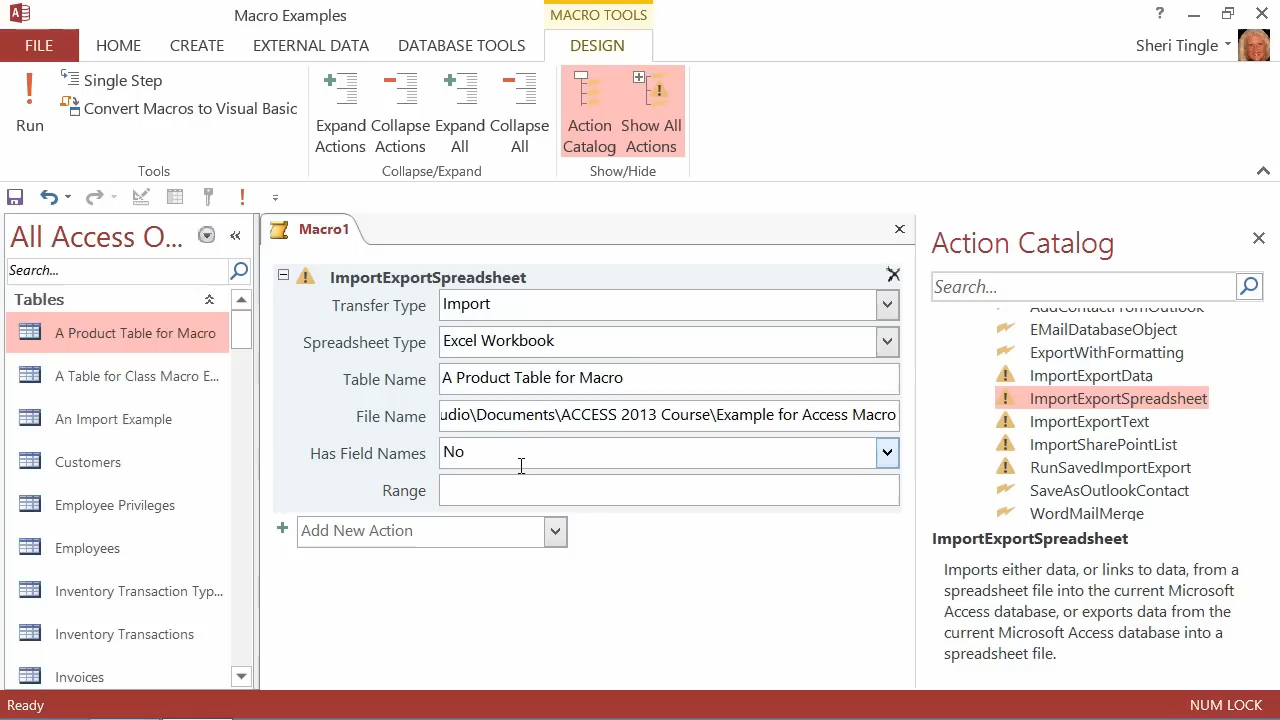 Macro Examples
MACRO TOOLS
?
FILE
HOME
CREATE
EXTERNAL DATA
DATABASE TOOLS
DESIGN
Sheri Tingle
Run
Single Step
Convert Macros to Visual Basic
Tools
Expand Actions
Collapse Actions
Expand All
Collapse All
Collapse/Expand
Action Catalog
Show All Actions
Show/Hide
All Access O...
Search...
Tables
A Product Table for Macro
A Table for Class Macro E...
An Import Example
Customers
Employee Privileges
Employees
Inventory Transaction Typ...
Inventory Transactions
Invoices
Macro1
ImportExportSpreadsheet
Transfer Type Import
Spreadsheet Type Excel Workbook
Table Name A Product Table for Macro
File Name udio\Documents\ACCESS 2013 Course\Example for Access Macro
Has Field Names No
Range
Add New Action
Action Catalog
Search...
AddContactFromOutlook
EMailDatabaseObject
ExportWithFormatting
ImportExportData
ImportExportSpreadsheet
ImportExportText
ImportSharePointList
RunSavedImportExport
SaveAsOutlookContact
WordMailMerge
ImportExportSpreadsheet
Imports either data, or links to data, from a
spreadsheet file into the current Microsoft
Access database, or exports data from the
current Microsoft Access database into a
spreadsheet file.
Ready
NUM LOCK